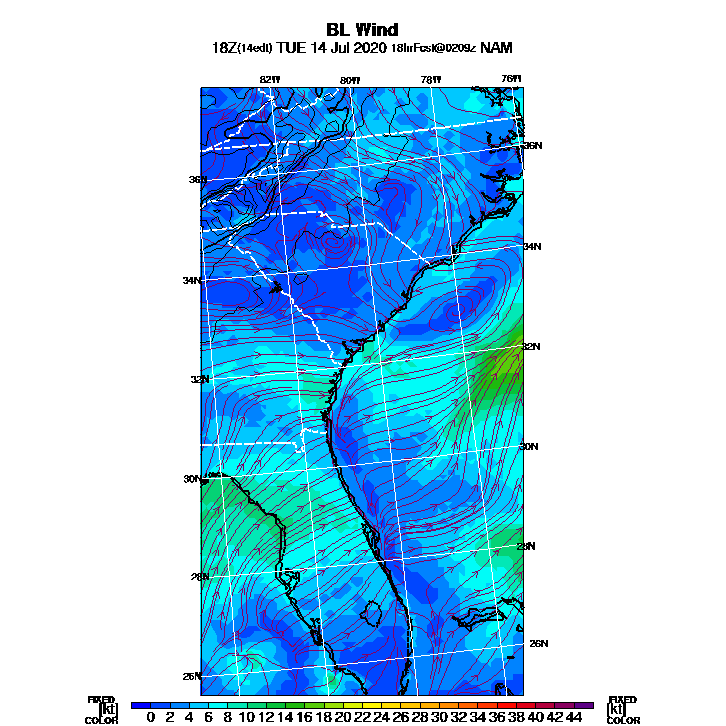 BL Wind
18Z(14edt) TUE 14 Jul 2020 18hrFcst@0209z NAM
82W 80W 78W 76W
36N
36N
34N
34N
32N
32N
30N
30N
28N
28N
26N
26N
FIXED FIXED
[kt] 0 2 4 6 8 10 12 14 16 18 20 22 24 26 28 30 32 34 36 38 40 42 44 [kt]
COLOR COLOR